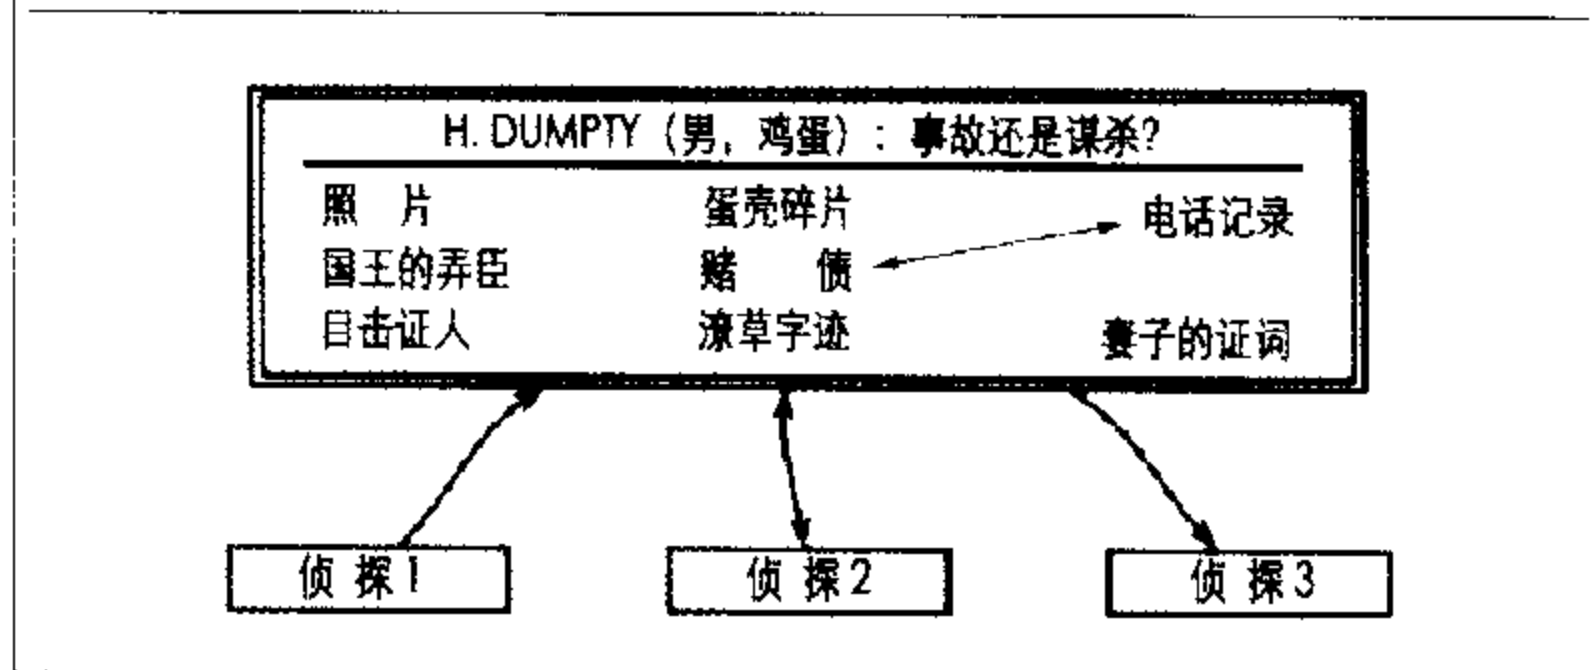 H. DUMPTY（男，鸡蛋）：事故还是谋杀？
照 片 蛋壳碎片 电话记录
国王的弄臣 赌 债
目击证人 潦草字迹 妻子的证词
侦 探 1 侦 探 2 侦 探 3